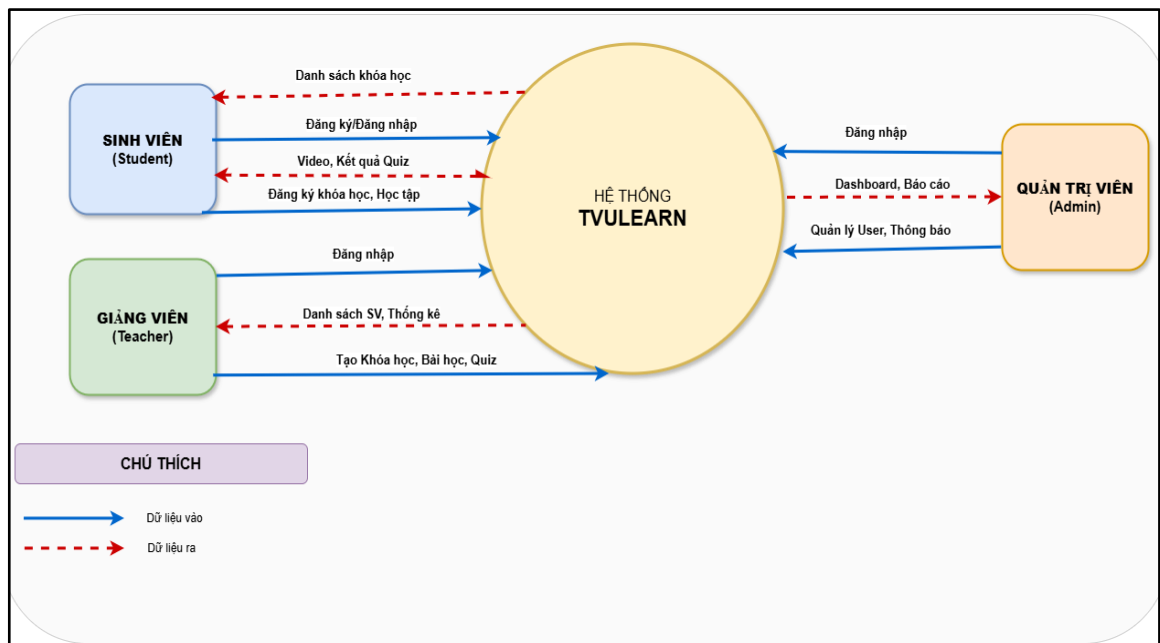 Danh sách khóa học
SINH VIÊN
(Student)
Đăng ký/Đăng nhập
Video, Kết quả Quiz
Đăng ký khóa học, Học tập
HỆ THỐNG
TVULEARN
Đăng nhập
Dashboard, Báo cáo
Quản lý User, Thông báo
QUẢN TRỊ VIÊN
(Admin)
GIẢNG VIÊN
(Teacher)
Đăng nhập
Danh sách SV, Thống kê
Tạo Khóa học, Bài học, Quiz
CHÚ THÍCH
Dữ liệu vào
Dữ liệu ra